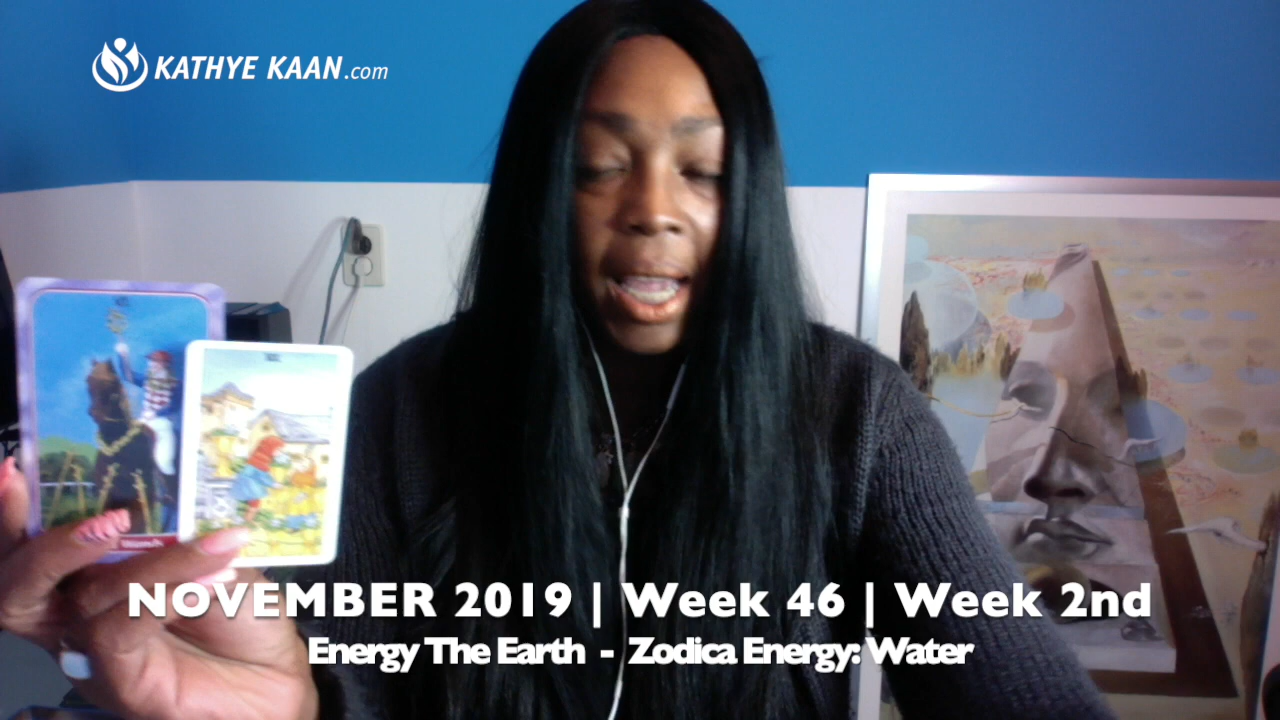 KATHYE KAAN.com
NOVEMBER 2019 | Week 46 | Week 2nd
Energy The Earth - Zodica Energy: Water